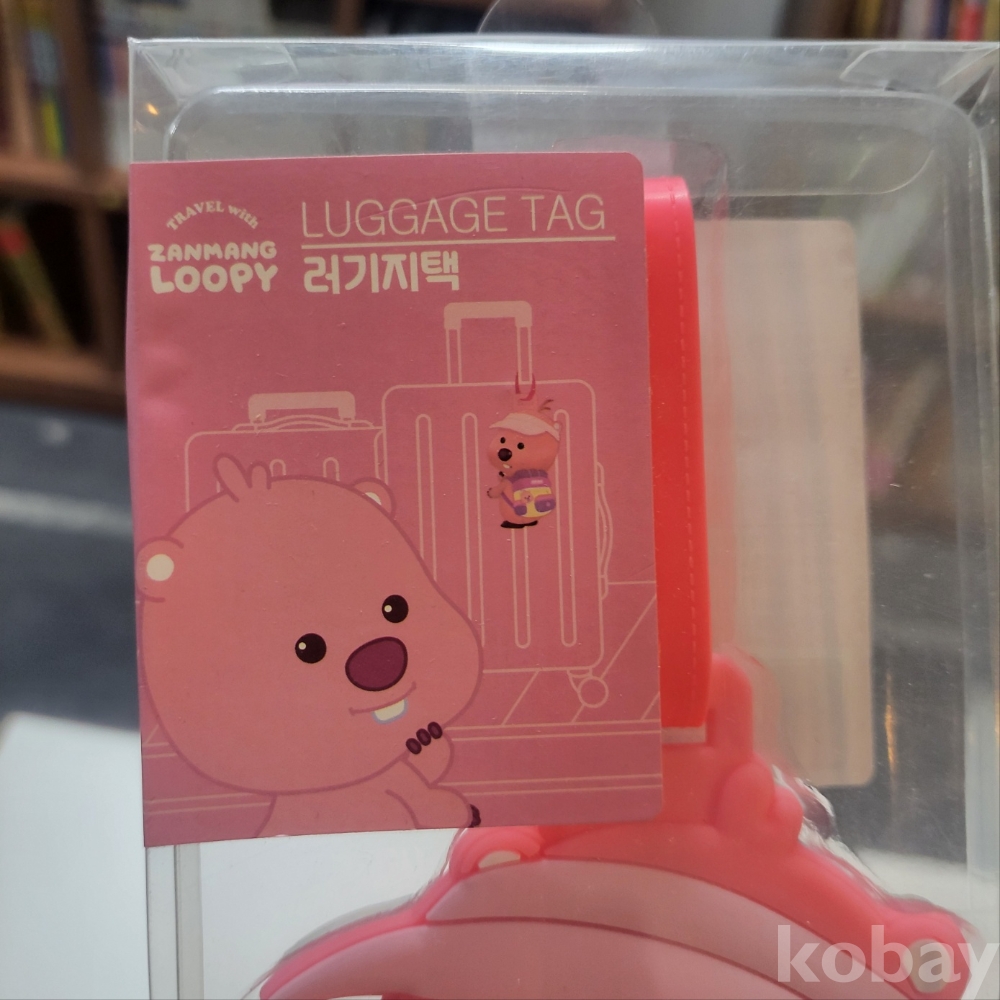 TRAVEL with
ZANMANG
LOOPY
LUGGAGE TAG
러기지택
kobay